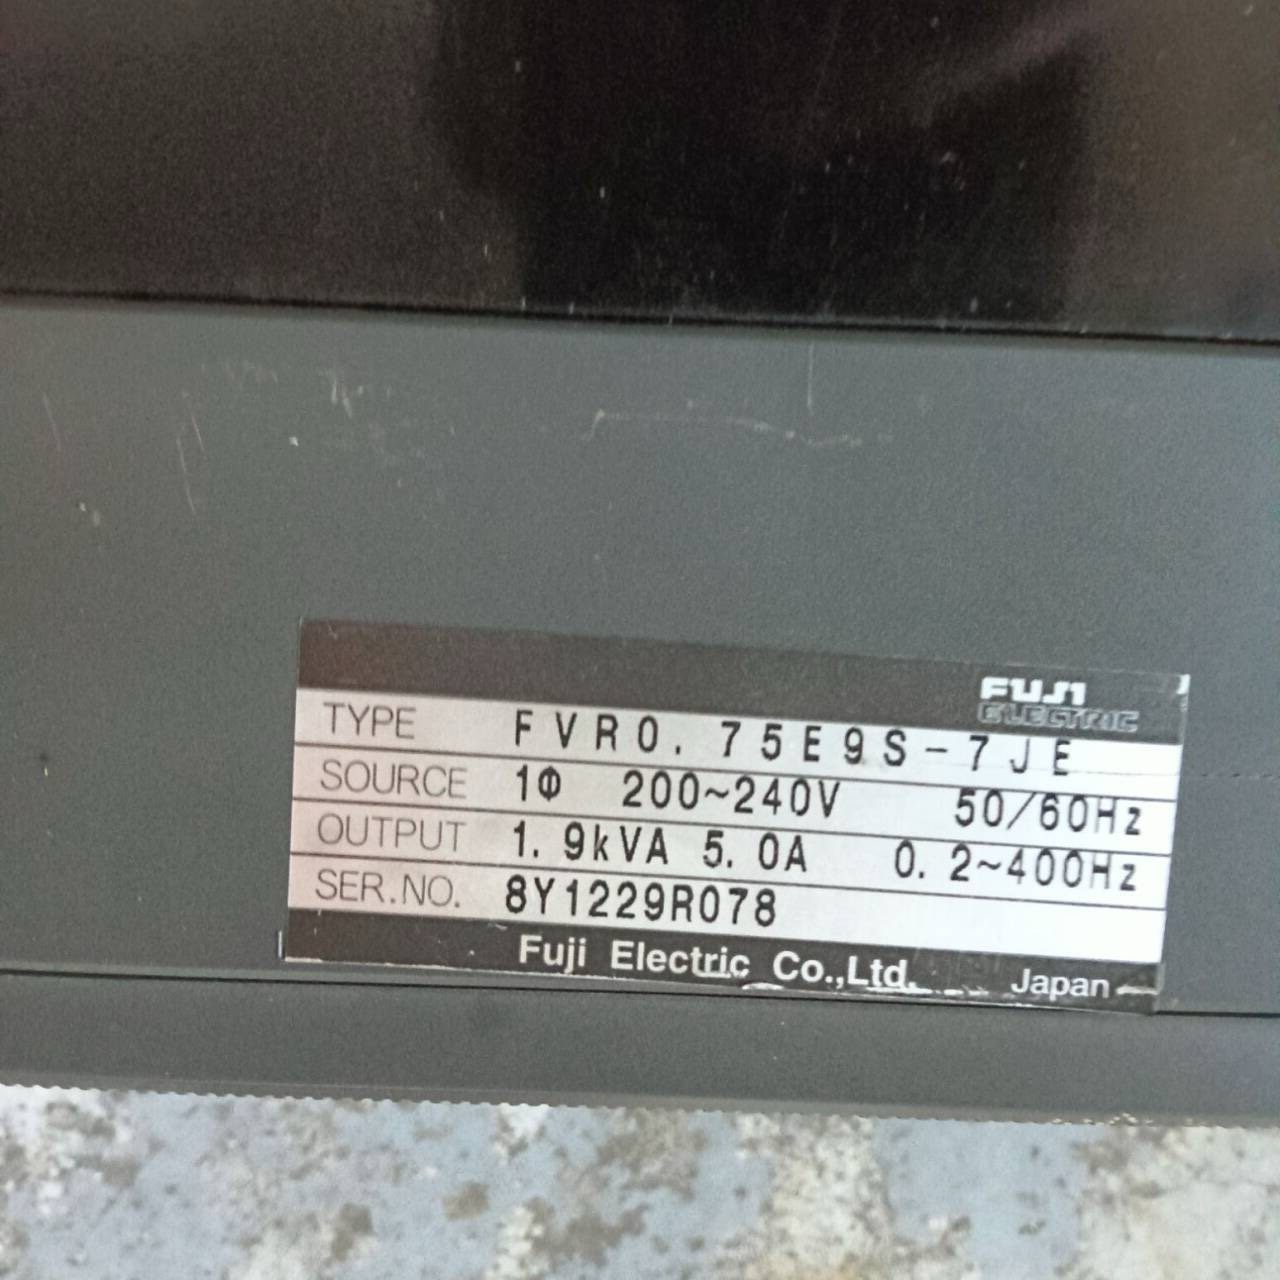 FUJI
ELECTRIC
TYPE FVR0.75E9S-7JE
SOURCE 1Φ 200~240V 50/60Hz
OUTPUT 1.9kVA 5.0A 0.2~400Hz
SER.NO. 8Y1229R078
Fuji Electric Co.,Ltd. Japan